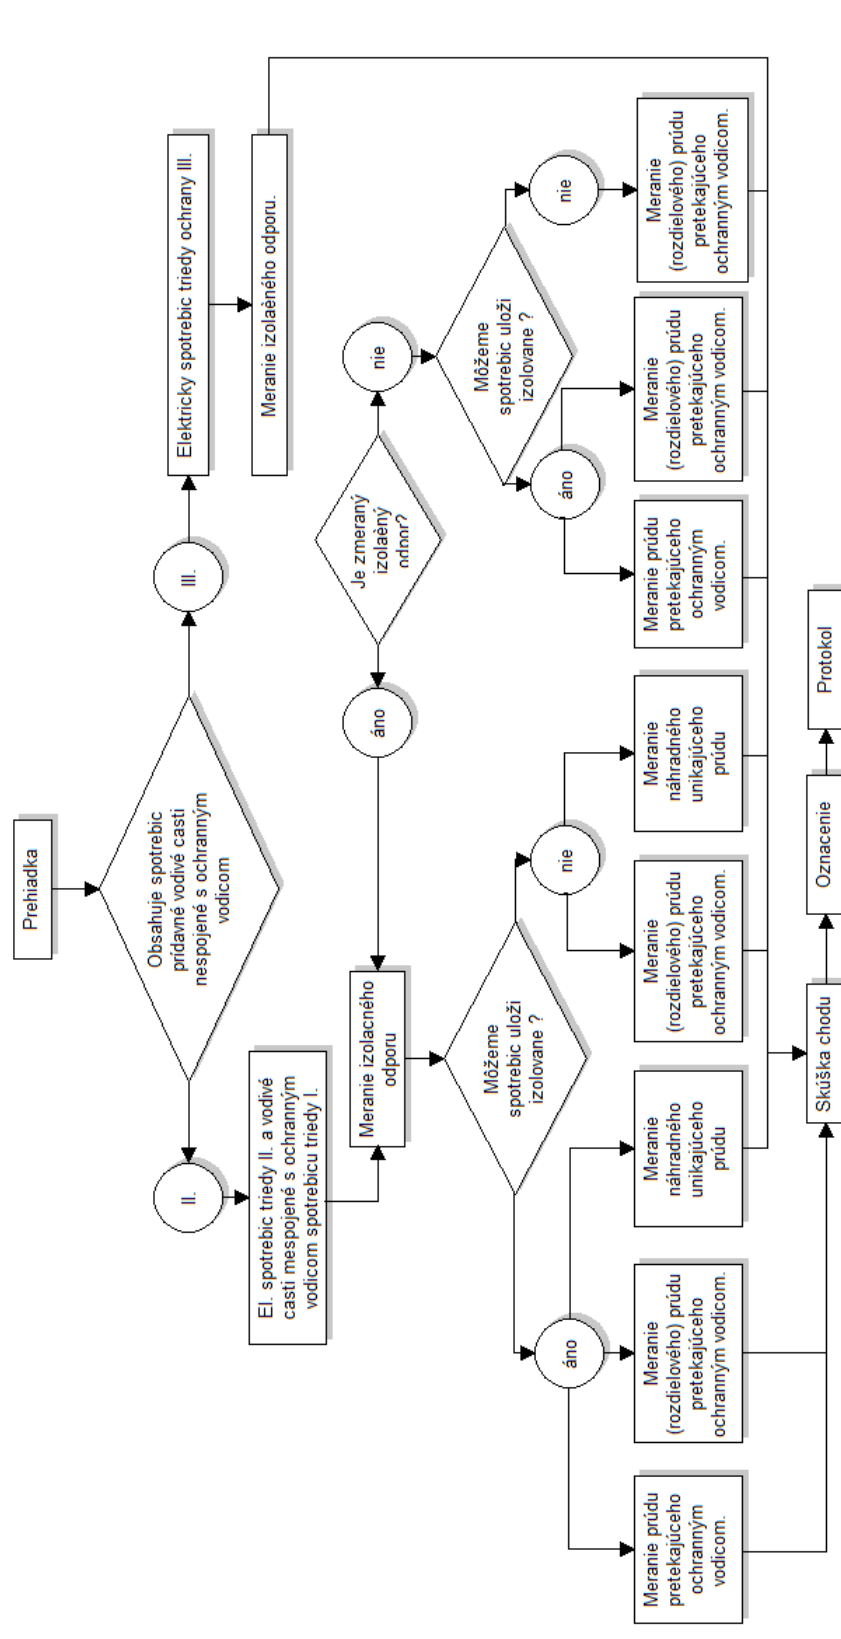 Prehiadka
Obsahuje spotrebic
prídavné vodivé casti
nespojené s ochranným
vodicom
II.
III.
Elektricky spotrebic triedy ochrany III.
El. spotrebic triedy II. a vodivé
casti mespojené s ochranným
vodicom spotrebicu triedy I.
Meranie izolaèného odporu.
Meranie izolacného
odporu
áno
Je zmeraný
izolaèný
odpor?
nie
Môžeme
spotrebic uloži
izolovane ?
Môžeme
spotrebic uloži
izolovane ?
áno
nie
áno
nie
Meranie prúdu
pretekajúceho
ochranným
vodicom.
Meranie
(rozdielového) prúdu
pretekajúceho
ochranným vodicom.
Meranie
náhradného
unikajúceho
prúdu
Meranie
(rozdielového) prúdu
pretekajúceho
ochranným vodicom.
Meranie
náhradného
unikajúceho
prúdu
Meranie prúdu
pretekajúceho
ochranným
vodicom.
Meranie
(rozdielového) prúdu
pretekajúceho
ochranným vodicom.
Meranie
(rozdielového) prúdu
pretekajúceho
ochranným vodicom.
Skúška chodu
Oznacenie
Protokol